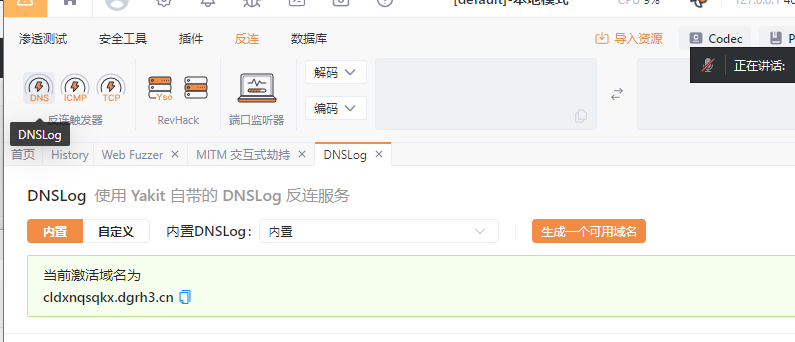 [default]-本地模式 CPU 9% 127.0.0.1
渗透测试 安全工具 插件 反连 数据库 导入资源 Codec
正在讲话:
DNS ICMP TCP Yso 解码
反连触发器 RevHack 端口监听器 编码
DNSLog
首页 History Web Fuzzer MITM 交互式劫持 DNSLog
DNSLog 使用 Yakit 自带的 DNSLog 反连服务
内置 自定义 内置DNSLog: 内置 生成一个可用域名
当前激活域名为
cldxnqsqkx.dgrh3.cn